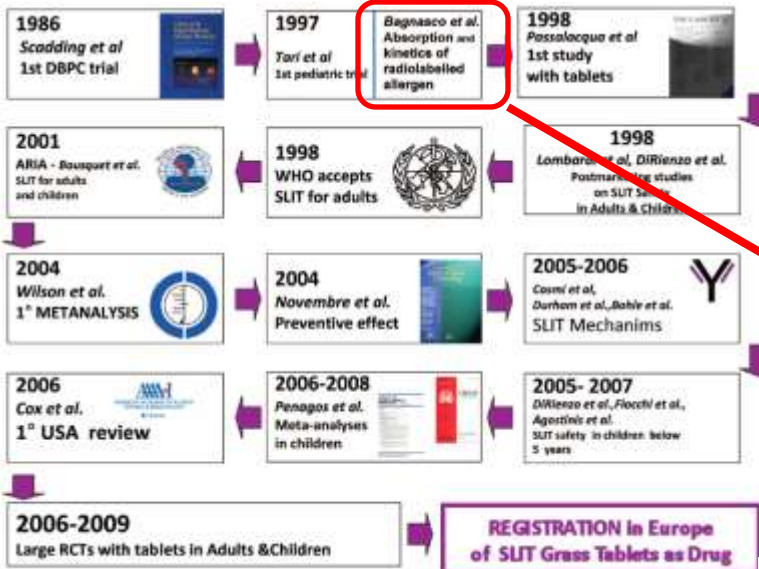 1986
Scadding et al
1st DBPC trial
1997
Tari et al
1st pediatric trial
Bagnasco et al.
Absorption and
kinetics of
radiolabelled
allergen
1998
Passalacqua et al
1st study
with tablets
1998
Lombardi et al, DiRienzo et al.
Postmarketing studies
on SLIT Safety
in Adults & Children
1998
WHO accepts
SLIT for adults
2001
ARIA - Bousquet et al.
SLIT for adults
and children
2004
Wilson et al.
1° METANALYSIS
2004
Novembre et al.
Preventive effect
2005-2006
Cosmi et al,
Durham et al.,Bohle et al.
SLIT Mechanims
2005- 2007
DiRienzo et al.,Fiocchi et al.,
Agostinis et al.
SLIT safety in children below
5 years
2006-2008
Penagos et al.
Meta-analyses
in children
2006
Cox et al.
1° USA review
2006-2009
Large RCTs with tablets in Adults &Children
REGISTRATION in Europe
of SLIT Grass Tablets as Drug